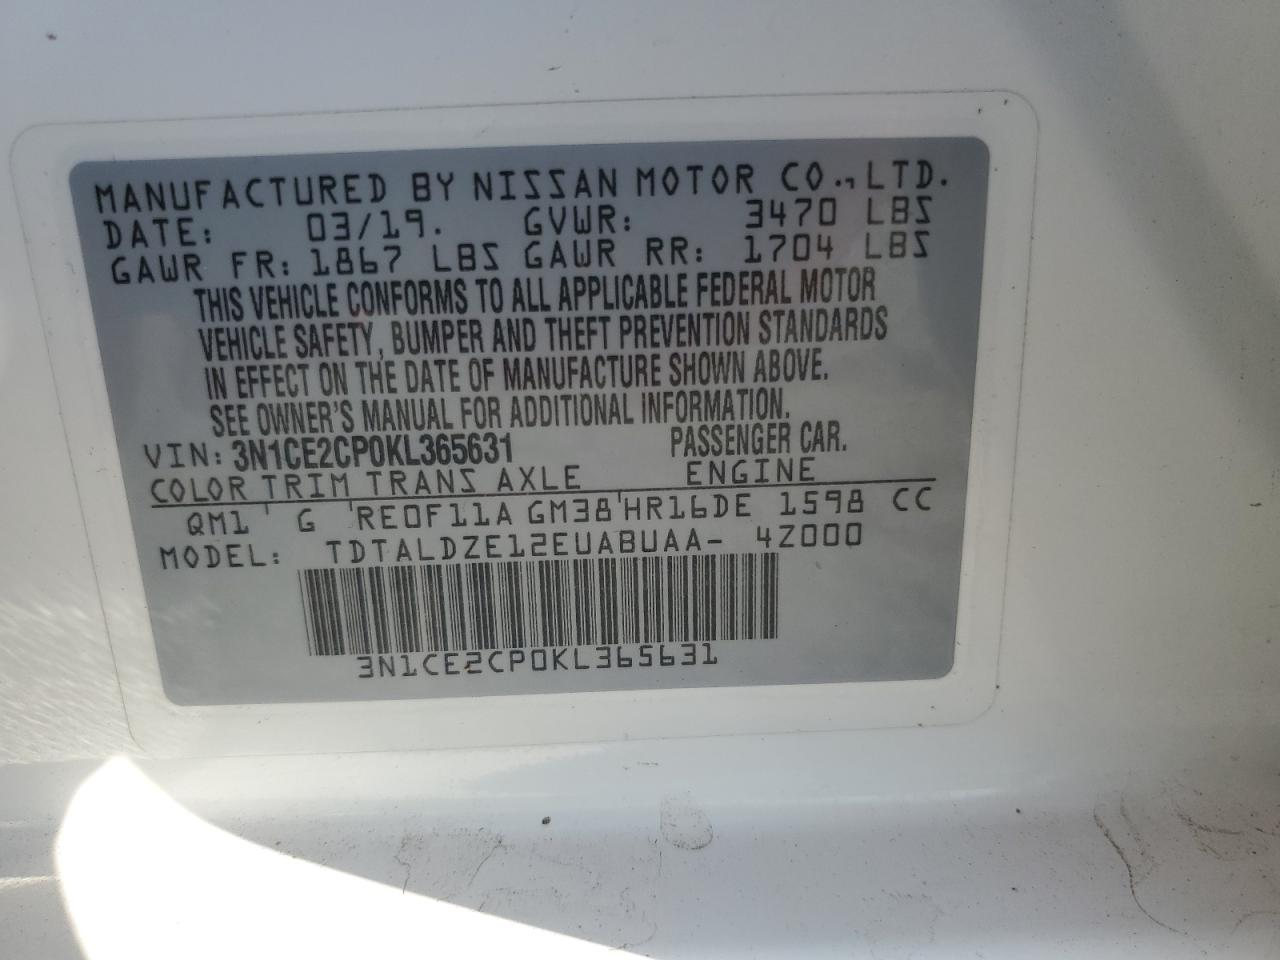 MANUFACTURED BY NISSAN MOTOR CO., LTD.
DATE: 03/19. GVWR: 3470 LBS
GAWR FR: 1867 LBS GAWR RR: 1704 LBS
THIS VEHICLE CONFORMS TO ALL APPLICABLE FEDERAL MOTOR
VEHICLE SAFETY, BUMPER AND THEFT PREVENTION STANDARDS
IN EFFECT ON THE DATE OF MANUFACTURE SHOWN ABOVE.
SEE OWNER'S MANUAL FOR ADDITIONAL INFORMATION.
VIN: 3N1CE2CP0KL365631 PASSENGER CAR.
COLOR TRIM TRANS AXLE ENGINE
QM1 G RE0F11A GM38 HR16DE 1598 CC
MODEL: TDTALDZE12EUABUAA- 4Z000
3N1CE2CP0KL365631